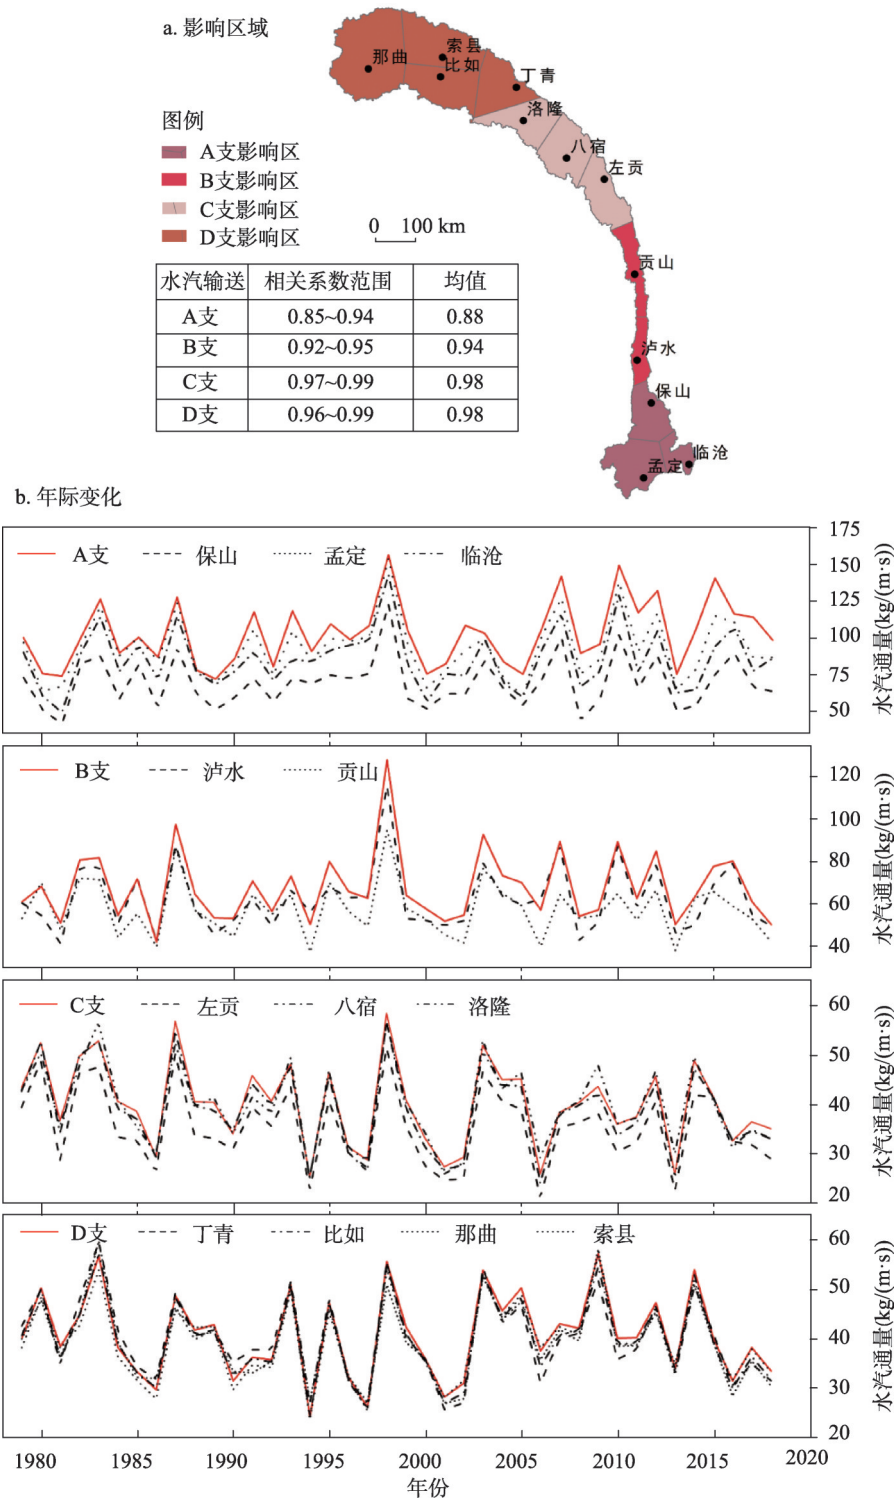 a. 影响区域
那曲
索县
比如
丁青
洛隆
八宿
左贡
贡山
泸水
保山
临沧
孟定
图例
A支影响区
B支影响区
C支影响区
D支影响区
0 100 km
水汽输送 相关系数范围 均值
A支 0.85~0.94 0.88
B支 0.92~0.95 0.94
C支 0.97~0.99 0.98
D支 0.96~0.99 0.98
b. 年际变化
A支 保山 孟定 临沧
175
150
125
100
75
50
水汽通量(kg/(m·s))
B支 泸水 贡山
120
100
80
60
40
水汽通量(kg/(m·s))
C支 左贡 八宿 洛隆
60
50
40
30
20
水汽通量(kg/(m·s))
D支 丁青 比如 那曲 索县
60
50
40
30
20
水汽通量(kg/(m·s))
1980 1985 1990 1995 2000 2005 2010 2015 2020
年份